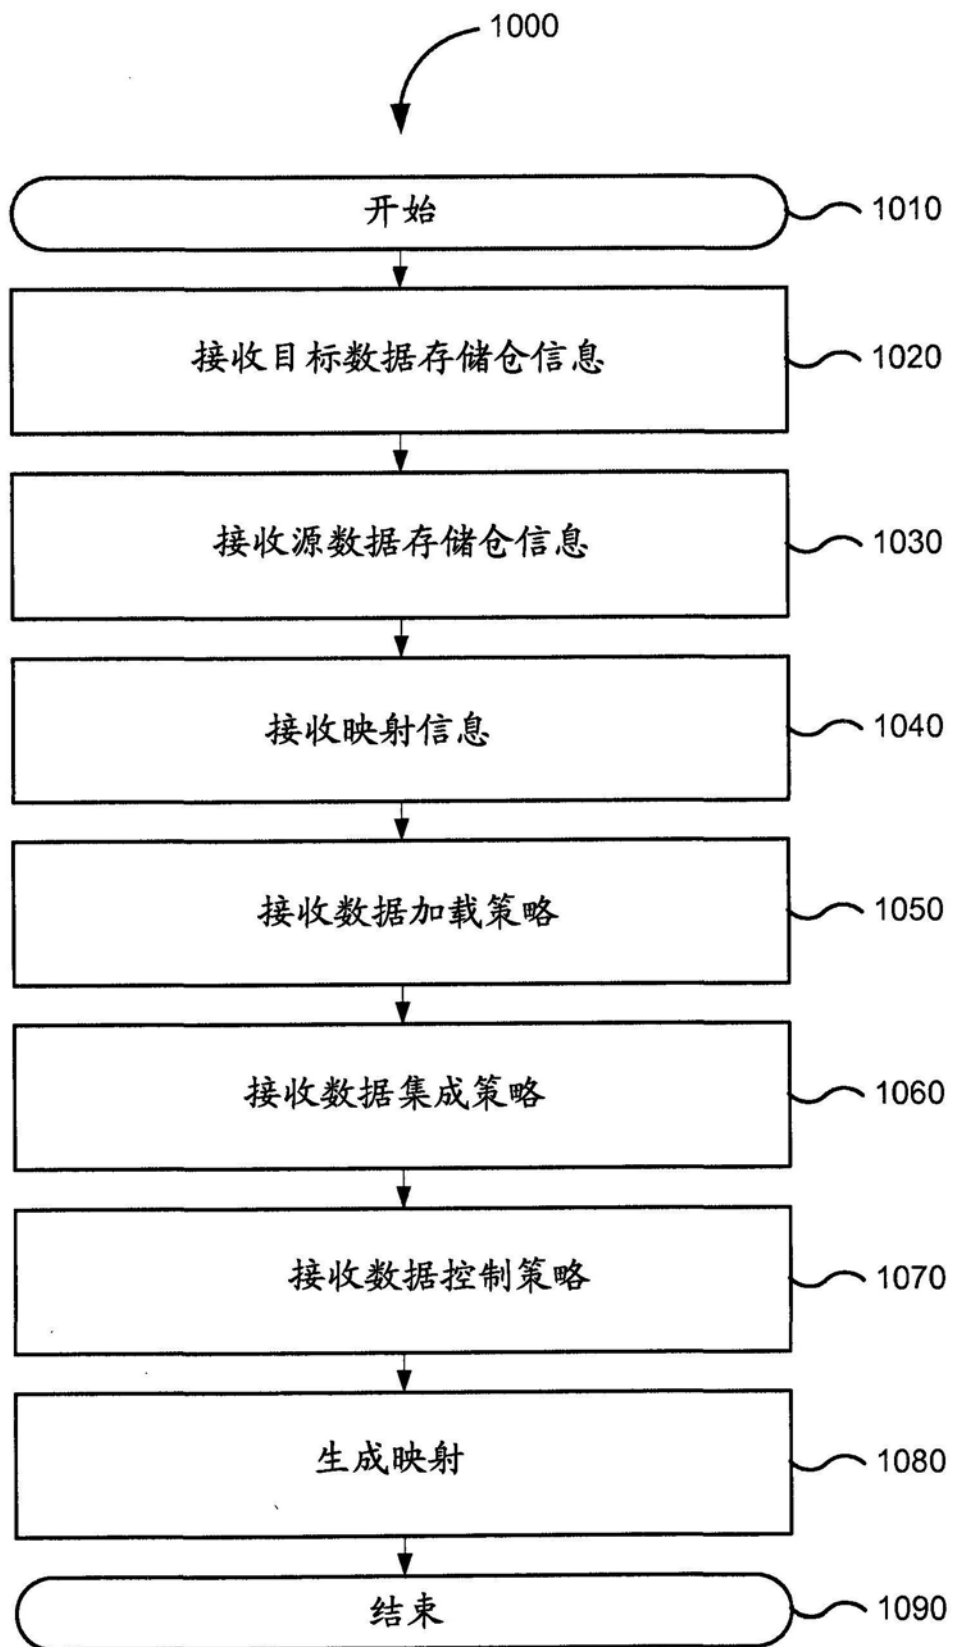 1000
开始
1010
接收目标数据存储仓信息
1020
接收源数据存储仓信息
1030
接收映射信息
1040
接收数据加载策略
1050
接收数据集成策略
1060
接收数据控制策略
1070
生成映射
1080
结束
1090